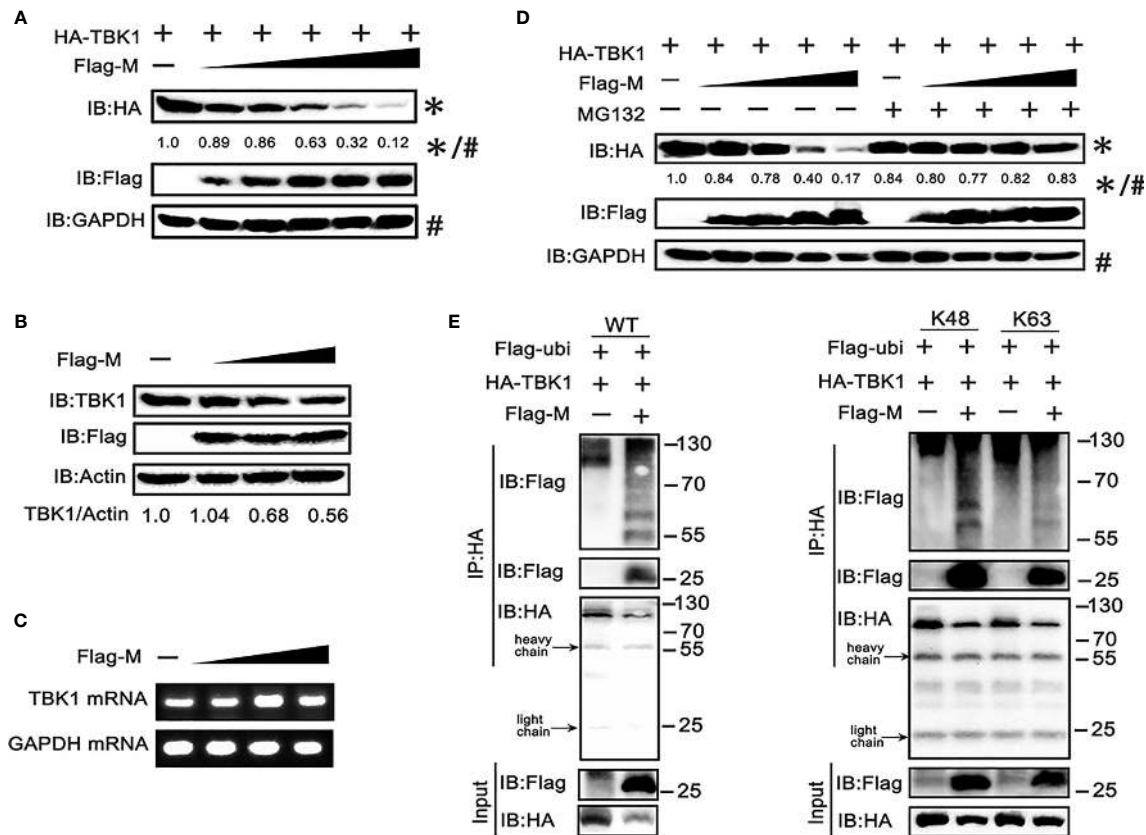 A
HA-TBK1 + + + + + +
Flag-M —
IB:HA *
1.0 0.89 0.86 0.63 0.32 0.12 */#
IB:Flag
IB:GAPDH #
B
Flag-M —
IB:TBK1
IB:Flag
IB:Actin
TBK1/Actin 1.0 1.04 0.68 0.56
C
Flag-M —
TBK1 mRNA
GAPDH mRNA
D
HA-TBK1 + + + + + + + + + +
Flag-M — —
MG132 — — — — — + + + + +
IB:HA *
1.0 0.84 0.78 0.40 0.17 0.84 0.80 0.77 0.82 0.83 */#
IB:Flag
IB:GAPDH #
E
WT
Flag-ubi + +
HA-TBK1 + +
Flag-M — +
IP:HA
IB:Flag
-130
-70
-55
IB:Flag -25
IB:HA -130
-70
heavy chain -55
light chain -25
Input
IB:Flag -25
IB:HA
K48 K63
Flag-ubi + + + +
HA-TBK1 + + + +
Flag-M — + — +
IP:HA
IB:Flag
-130
-70
-55
IB:Flag -25
IB:HA -130
-70
heavy chain -55
light chain -25
Input
IB:Flag -25
IB:HA